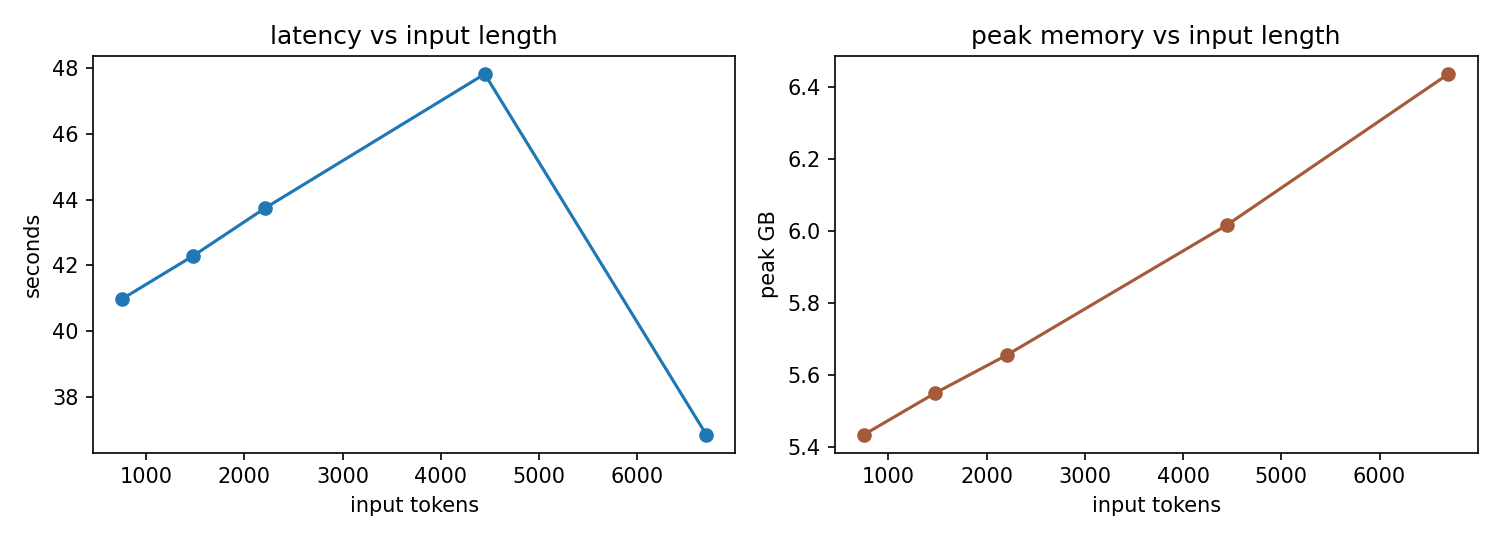 latency vs input length
48
46
44
42
40
38
seconds
1000 2000 3000 4000 5000 6000
input tokens
peak memory vs input length
6.4
6.2
6.0
5.8
5.6
5.4
peak GB
1000 2000 3000 4000 5000 6000
input tokens